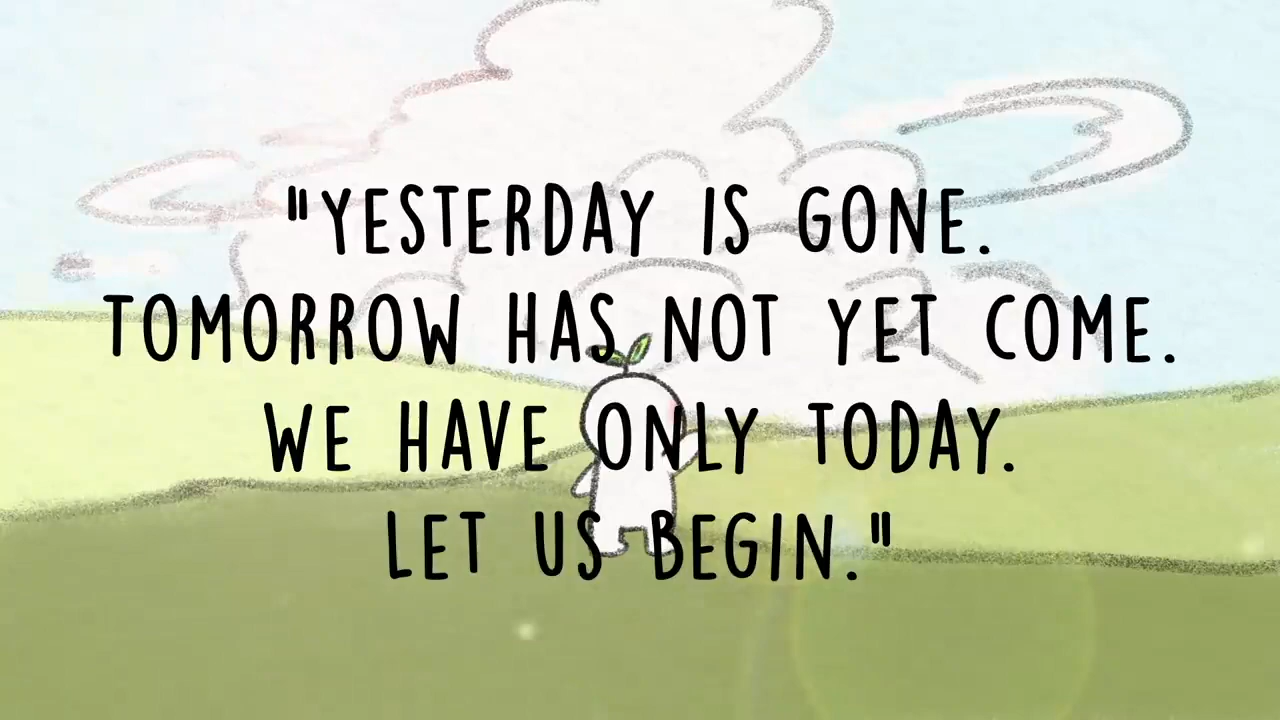 "YESTERDAY IS GONE.
TOMORROW HAS NOT YET COME.
WE HAVE ONLY TODAY.
LET US BEGIN."